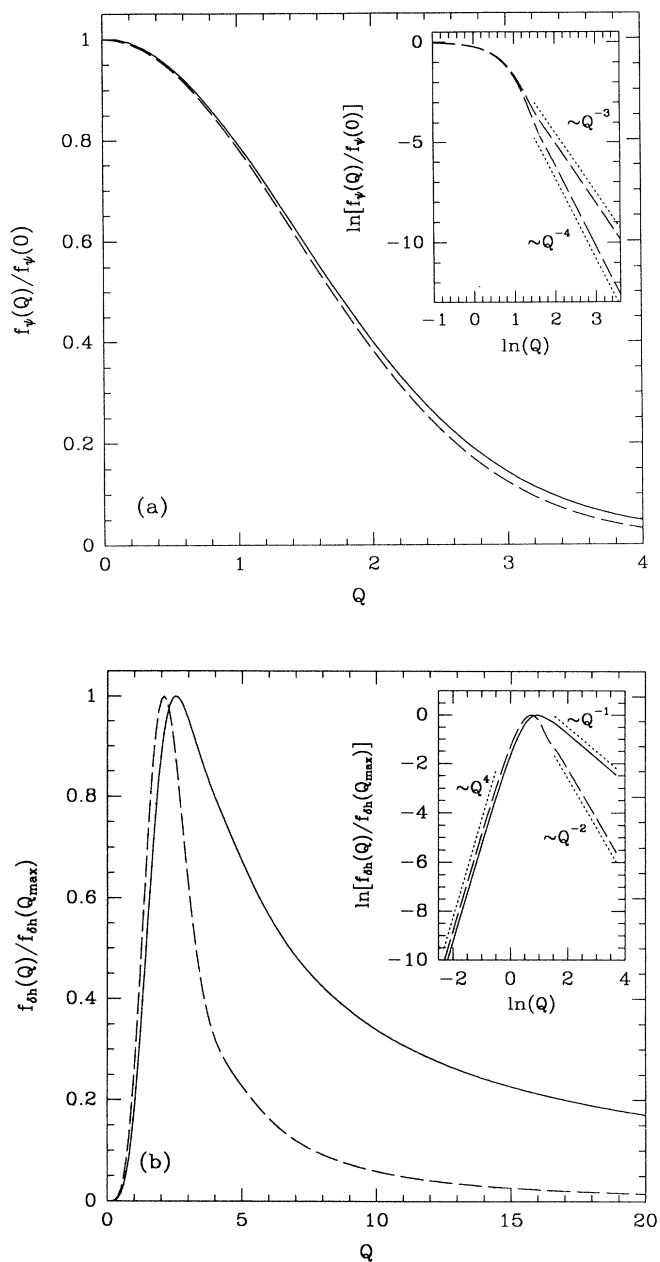 1
0.8
0.6
0.4
0.2
0
f_ψ(Q)/f_ψ(0)
(a)
0 1 2 3 4
Q
0
−5
−10
ln[f_ψ(Q)/f_ψ(0)]
~Q⁻³
~Q⁻⁴
−1 0 1 2 3
ln(Q)
1
0.8
0.6
0.4
0.2
0
f_δh(Q)/f_δh(Q_max)
(b)
0 5 10 15 20
Q
0
−2
−4
−6
−8
−10
ln[f_δh(Q)/f_δh(Q_max)]
~Q⁻¹
~Q⁴
~Q⁻²
−2 0 2 4
ln(Q)